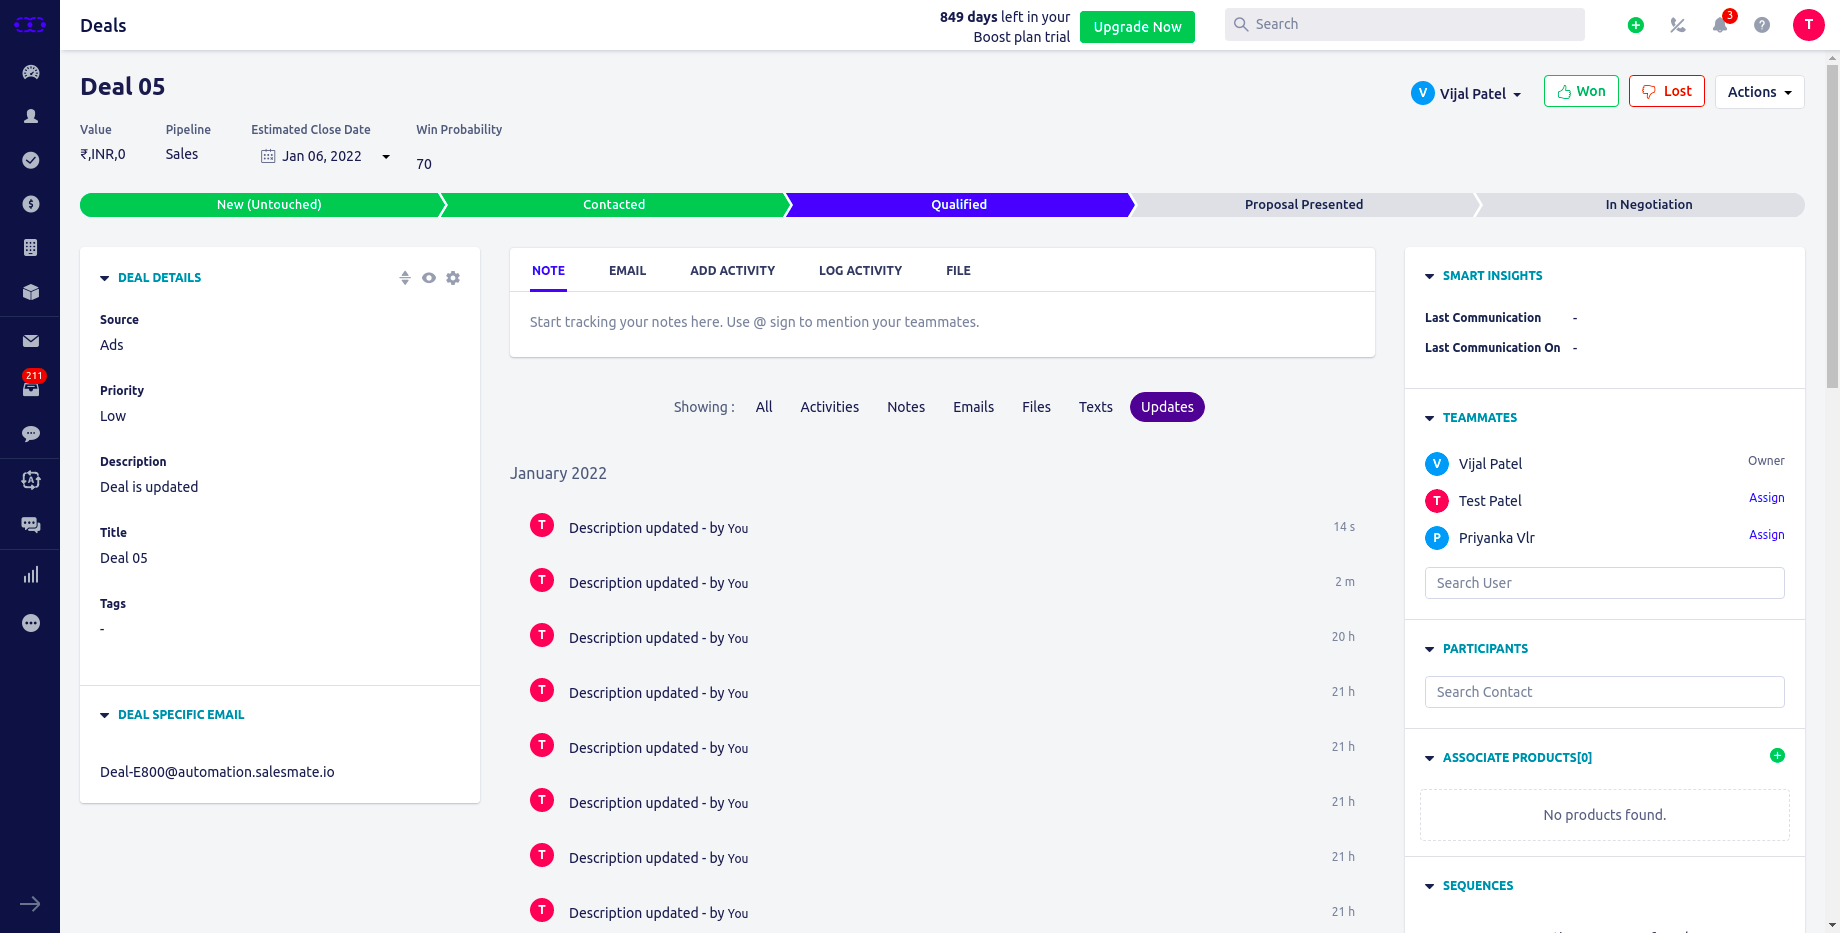 Deals
849 days left in your
Boost plan trial
Upgrade Now
Search
3
T
Deal 05
V Vijal Patel
Won
Lost
Actions
Value
Pipeline
Estimated Close Date
Win Probability
₹,INR,0
Sales
Jan 06, 2022
70
New (Untouched)
Contacted
Qualified
Proposal Presented
In Negotiation
211
DEAL DETAILS
Source
Ads
Priority
Low
Description
Deal is updated
Title
Deal 05
Tags
-
DEAL SPECIFIC EMAIL
Deal-E800@automation.salesmate.io
NOTE EMAIL ADD ACTIVITY LOG ACTIVITY FILE
Start tracking your notes here. Use @ sign to mention your teammates.
Showing : All Activities Notes Emails Files Texts Updates
January 2022
T Description updated - by You 14 s
T Description updated - by You 2 m
T Description updated - by You 20 h
T Description updated - by You 21 h
T Description updated - by You 21 h
T Description updated - by You 21 h
T Description updated - by You 21 h
T Description updated - by You 21 h
SMART INSIGHTS
Last Communication -
Last Communication On -
TEAMMATES
V Vijal Patel Owner
T Test Patel Assign
P Priyanka Vlr Assign
Search User
PARTICIPANTS
Search Contact
ASSOCIATE PRODUCTS[0]
No products found.
SEQUENCES